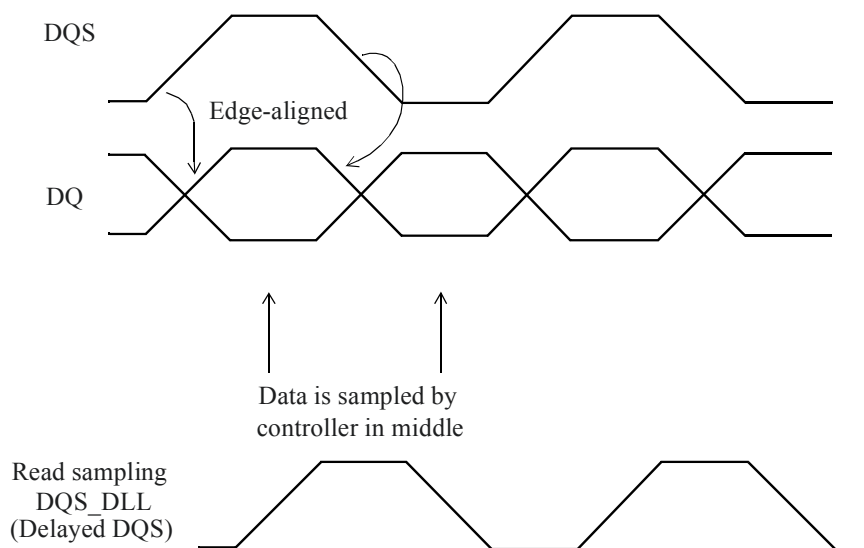 DQS
Edge-aligned
DQ
Data is sampled by
controller in middle
Read sampling
DQS_DLL
(Delayed DQS)